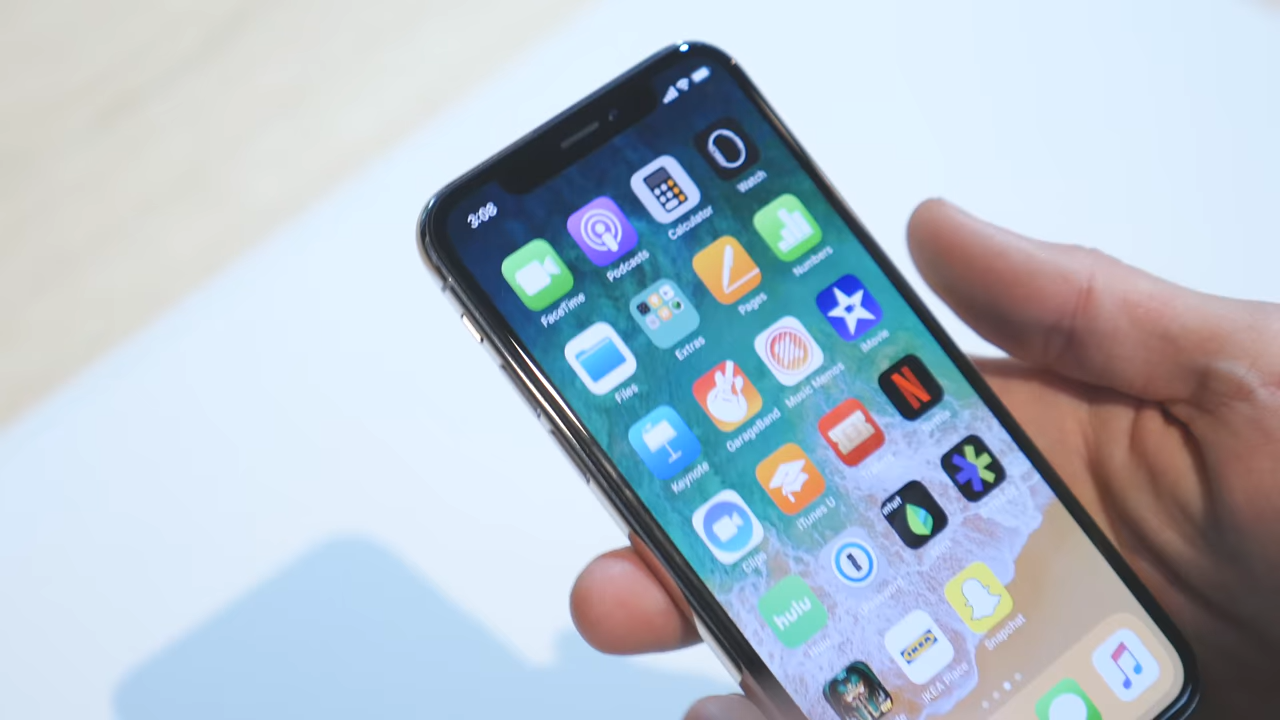 3:08
FaceTime
Podcasts
Calculator
Watch
Files
Extras
Pages
Numbers
Keynote
GarageBand
Music Memos
iMovie
Clips
iTunes U
N
hulu
intuit
IKEA Place
Snapchat